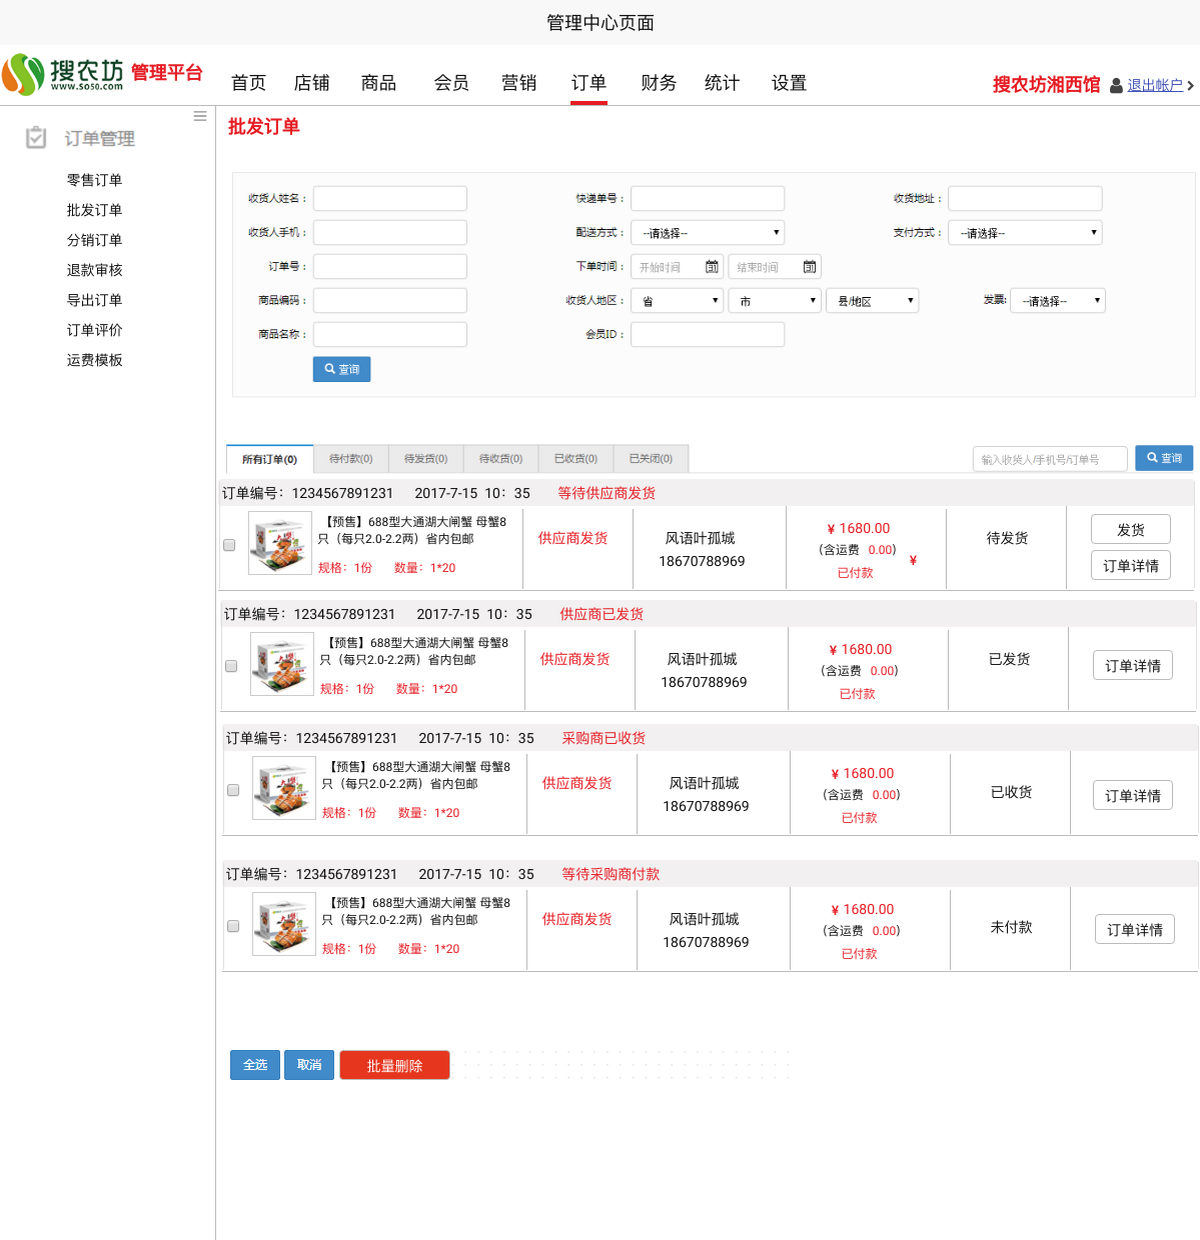 管理中心页面
搜农坊 管理平台
www.so50.com
首页 店铺 商品 会员 营销 订单 财务 统计 设置
搜农坊湘西馆 退出帐户
订单管理
零售订单
批发订单
分销订单
退款审核
导出订单
订单评价
运费模板
批发订单
收货人姓名： 快递单号： 收货地址：
收货人手机： 配送方式： --请选择-- 支付方式： --请选择--
订单号： 下单时间： 开始时间 结束时间
商品编码： 收货人地区： 省 市 县/地区 发票: --请选择--
商品名称： 会员ID：
查询
所有订单(0) 待付款(0) 待发货(0) 待收货(0) 已收货(0) 已关闭(0) 输入收货人/手机号/订单号 查询
订单编号：1234567891231 2017-7-15 10：35 等待供应商发货
【预售】688型大通湖大闸蟹 母蟹8
只（每只2.0-2.2两）省内包邮
规格：1份 数量：1*20
供应商发货
风语叶孤城
18670788969
¥ 1680.00
(含运费 0.00) ¥
已付款
待发货
发货
订单详情
订单编号：1234567891231 2017-7-15 10：35 供应商已发货
【预售】688型大通湖大闸蟹 母蟹8
只（每只2.0-2.2两）省内包邮
规格：1份 数量：1*20
供应商发货
风语叶孤城
18670788969
¥ 1680.00
(含运费 0.00)
已付款
已发货
订单详情
订单编号：1234567891231 2017-7-15 10：35 采购商已收货
【预售】688型大通湖大闸蟹 母蟹8
只（每只2.0-2.2两）省内包邮
规格：1份 数量：1*20
供应商发货
风语叶孤城
18670788969
¥ 1680.00
(含运费 0.00)
已付款
已收货
订单详情
订单编号：1234567891231 2017-7-15 10：35 等待采购商付款
【预售】688型大通湖大闸蟹 母蟹8
只（每只2.0-2.2两）省内包邮
规格：1份 数量：1*20
供应商发货
风语叶孤城
18670788969
¥ 1680.00
(含运费 0.00)
已付款
未付款
订单详情
全选 取消 批量删除